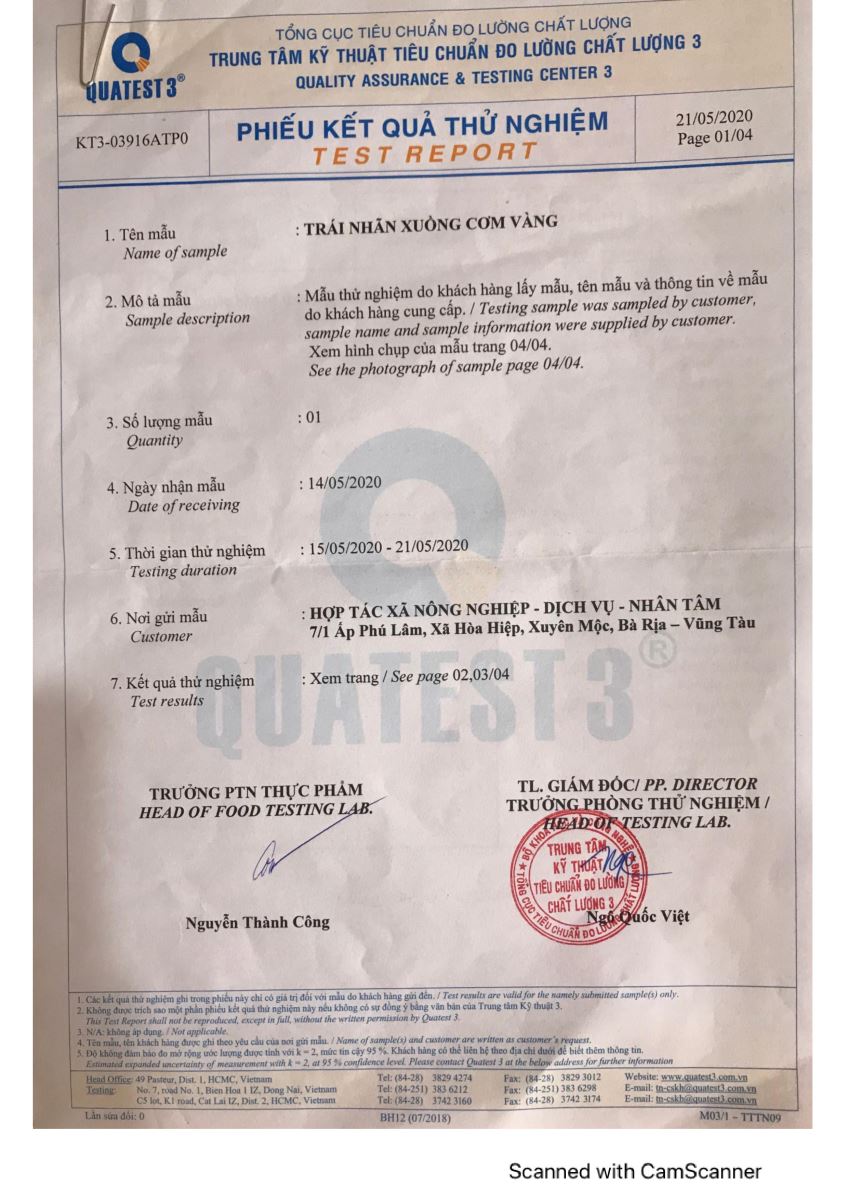 TỔNG CỤC TIÊU CHUẨN ĐO LƯỜNG CHẤT LƯỢNG
TRUNG TÂM KỸ THUẬT TIÊU CHUẨN ĐO LƯỜNG CHẤT LƯỢNG 3
QUALITY ASSURANCE & TESTING CENTER 3
QUATEST 3®
KT3-03916ATP0
PHIẾU KẾT QUẢ THỬ NGHIỆM
TEST REPORT
21/05/2020
Page 01/04
1. Tên mẫu
Name of sample
: TRÁI NHÃN XUỒNG CƠM VÀNG
2. Mô tả mẫu
Sample description
: Mẫu thử nghiệm do khách hàng lấy mẫu, tên mẫu và thông tin về mẫu
do khách hàng cung cấp. / Testing sample was sampled by customer,
sample name and sample information were supplied by customer.
Xem hình chụp của mẫu trang 04/04.
See the photograph of sample page 04/04.
3. Số lượng mẫu
Quantity
: 01
4. Ngày nhận mẫu
Date of receiving
: 14/05/2020
5. Thời gian thử nghiệm
Testing duration
: 15/05/2020 - 21/05/2020
6. Nơi gửi mẫu
Customer
: HỢP TÁC XÃ NÔNG NGHIỆP - DỊCH VỤ - NHÂN TÂM
7/1 Ấp Phú Lâm, Xã Hòa Hiệp, Xuyên Mộc, Bà Rịa – Vũng Tàu
7. Kết quả thử nghiệm
Test results
: Xem trang / See page 02,03/04
QUATEST 3®
TRƯỞNG PTN THỰC PHẨM
HEAD OF FOOD TESTING LAB.
Nguyễn Thành Công
TL. GIÁM ĐỐC/ PP. DIRECTOR
TRƯỞNG PHÒNG THỬ NGHIỆM /
HEAD OF TESTING LAB.
TRUNG TÂM
KỸ THUẬT
TIÊU CHUẨN ĐO LƯỜNG
CHẤT LƯỢNG 3
TỔNG CỤC TIÊU CHUẨN ĐO LƯỜNG CHẤT LƯỢNG
Ngô Quốc Việt
1. Các kết quả thử nghiệm ghi trong phiếu này chỉ có giá trị đối với mẫu do khách hàng gửi đến. / Test results are valid for the namely submitted sample(s) only.
2. Không được trích sao một phần phiếu kết quả thử nghiệm này nếu không có sự đồng ý bằng văn bản của Trung tâm Kỹ thuật 3.
This Test Report shall not be reproduced, except in full, without the written permission by Quatest 3.
3. N/A: không áp dụng. / Not applicable.
4. Tên mẫu, tên khách hàng được ghi theo yêu cầu của nơi gửi mẫu. / Name of sample(s) and customer are written as customer's request.
5. Độ không đảm bảo đo mở rộng ước lượng được tính với k = 2, mức tin cậy 95 %. Khách hàng có thể liên hệ theo địa chỉ dưới để biết thêm thông tin.
Estimated expanded uncertainty of measurement with k = 2, at 95 % confidence level. Please contact Quatest 3 at the below address for further information
Head Office: 49 Pasteur, Dist. 1, HCMC, Vietnam Tel: (84-28) 3829 4274 Fax: (84-28) 3829 3012 Website: www.quatest3.com.vn
Testing: No. 7, road No. 1, Bien Hoa 1 IZ, Dong Nai, Vietnam Tel: (84-251) 383 6212 Fax: (84-251) 383 6298 E-mail: tn-cskh@quatest3.com.vn
C5 lot, K1 road, Cat Lai IZ, Dist. 2, HCMC, Vietnam Tel: (84-28) 3742 3160 Fax: (84-28) 3742 3174 E-mail: tn-cskh@quatest3.com.vn
Lần sửa đổi: 0 BH12 (07/2018) M03/1 – TTTN09
Scanned with CamScanner